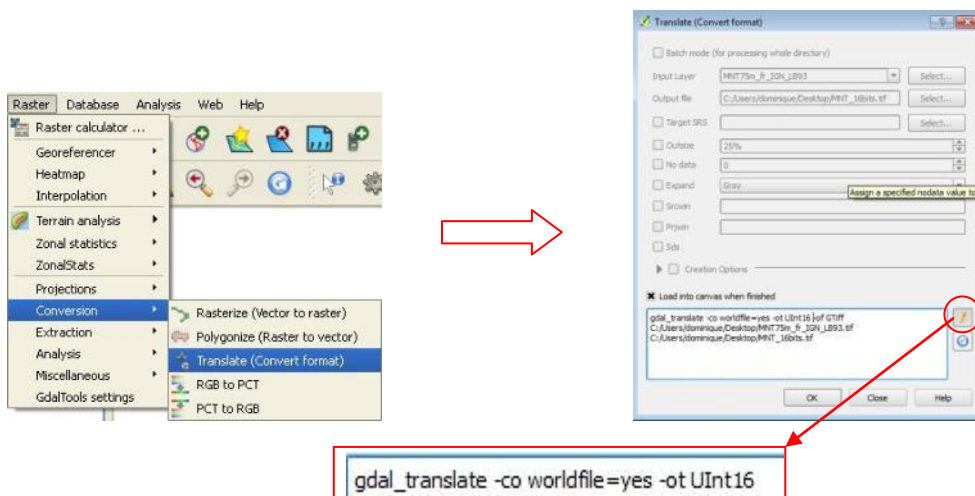 Raster Database Analysis Web Help
Raster calculator ...
Georeferencer
Heatmap
Interpolation
Terrain analysis
Zonal statistics
ZonalStats
Projections
Conversion
Extraction
Analysis
Miscellaneous
GdalTools settings
Rasterize (Vector to raster)
Polygonize (Raster to vector)
Translate (Convert format)
RGB to PCT
PCT to RGB
Translate (Convert format)
Batch mode (for processing whole directory)
Input Layer MNT75m_fr_IGN_LB93 Select...
Output file C:/Users/dominique/Desktop/MNT_16bits.tif Select...
Target SRS Select...
Outsize 25%
No data 0
Expand Gray
Assign a specified nodata value to
Srcwin
Prjwin
Sds
Creation Options
Load into canvas when finished
gdal_translate -co worldfile=yes -ot UInt16 -of GTiff
C:/Users/dominique/Desktop/MNT75m_fr_IGN_LB93.tif
C:/Users/dominique/Desktop/MNT_16bits.tif
OK Close Help
gdal_translate -co worldfile=yes -ot UInt16